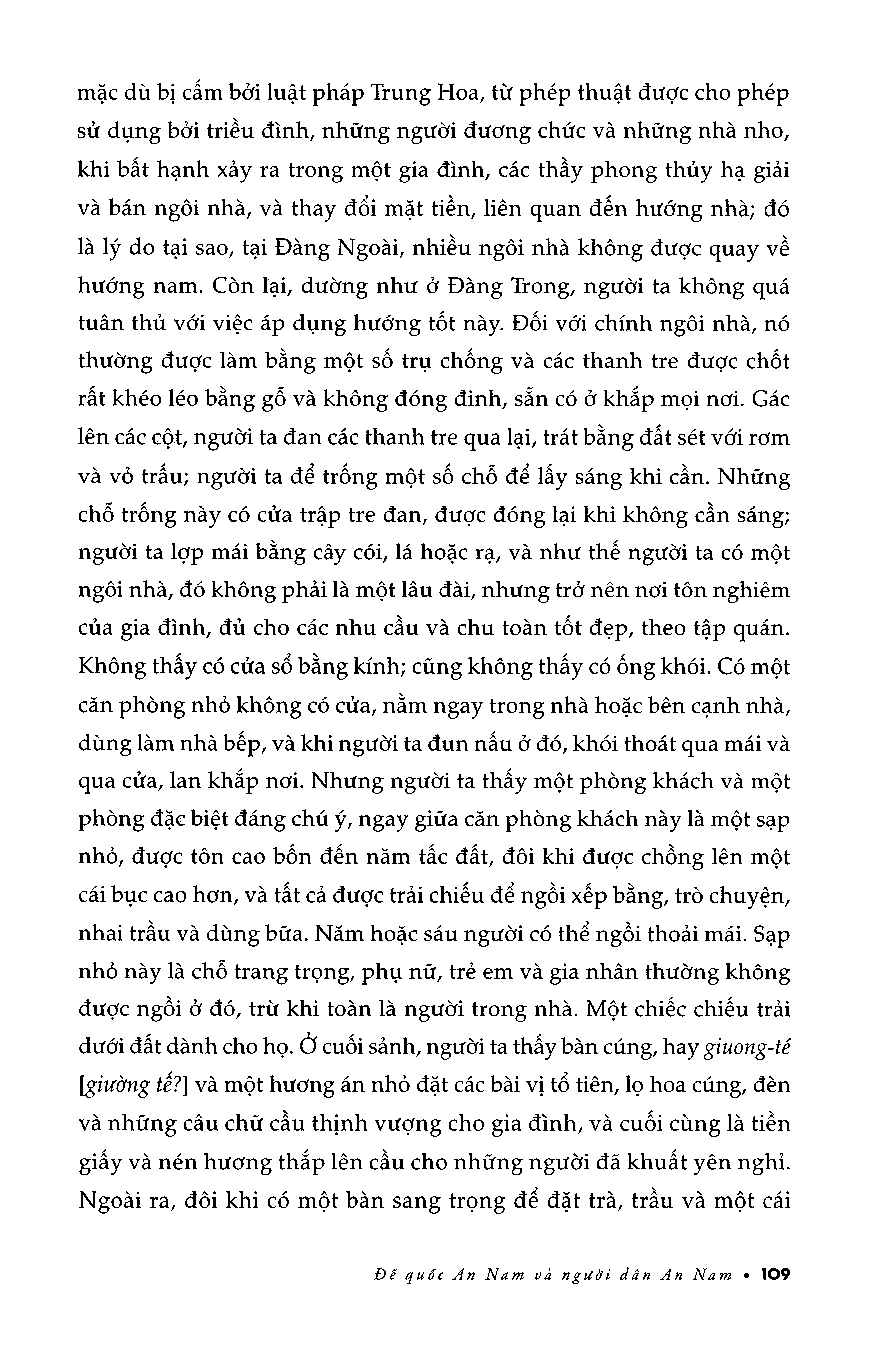 mặc dù bị cấm bởi luật pháp Trung Hoa, từ phép thuật được cho phép
sử dụng bởi triều đình, những người đương chức và những nhà nho,
khi bất hạnh xảy ra trong một gia đình, các thầy phong thủy hạ giải
và bán ngôi nhà, và thay đổi mặt tiền, liên quan đến hướng nhà; đó
là lý do tại sao, tại Đàng Ngoài, nhiều ngôi nhà không được quay về
hướng nam. Còn lại, dường như ở Đàng Trong, người ta không quá
tuân thủ với việc áp dụng hướng tốt này. Đối với chính ngôi nhà, nó
thường được làm bằng một số trụ chống và các thanh tre được chốt
rất khéo léo bằng gỗ và không đóng đinh, sẵn có ở khắp mọi nơi. Gác
lên các cột, người ta đan các thanh tre qua lại, trát bằng đất sét với rơm
và vỏ trấu; người ta để trống một số chỗ để lấy sáng khi cần. Những
chỗ trống này có cửa trập tre đan, được đóng lại khi không cần sáng;
người ta lợp mái bằng cây cói, lá hoặc rạ, và như thế người ta có một
ngôi nhà, đó không phải là một lâu đài, nhưng trở nên nơi tôn nghiêm
của gia đình, đủ cho các nhu cầu và chu toàn tốt đẹp, theo tập quán.
Không thấy có cửa sổ bằng kính; cũng không thấy có ống khói. Có một
căn phòng nhỏ không có cửa, nằm ngay trong nhà hoặc bên cạnh nhà,
dùng làm nhà bếp, và khi người ta đun nấu ở đó, khói thoát qua mái và
qua cửa, lan khắp nơi. Nhưng người ta thấy một phòng khách và một
phòng đặc biệt đáng chú ý, ngay giữa căn phòng khách này là một sạp
nhỏ, được tôn cao bốn đến năm tấc đất, đôi khi được chồng lên một
cái bục cao hơn, và tất cả được trải chiếu để ngồi xếp bằng, trò chuyện,
nhai trầu và dùng bữa. Năm hoặc sáu người có thể ngồi thoải mái. Sạp
nhỏ này là chỗ trang trọng, phụ nữ, trẻ em và gia nhân thường không
được ngồi ở đó, trừ khi toàn là người trong nhà. Một chiếc chiếu trải
dưới đất dành cho họ. Ở cuối sảnh, người ta thấy bàn cúng, hay giuong-té
[giường tế?] và một hương án nhỏ đặt các bài vị tổ tiên, lọ hoa cúng, đèn
và những câu chữ cầu thịnh vượng cho gia đình, và cuối cùng là tiền
giấy và nén hương thắp lên cầu cho những người đã khuất yên nghỉ.
Ngoài ra, đôi khi có một bàn sang trọng để đặt trà, trầu và một cái
Đế quốc An Nam và người dân An Nam • 109